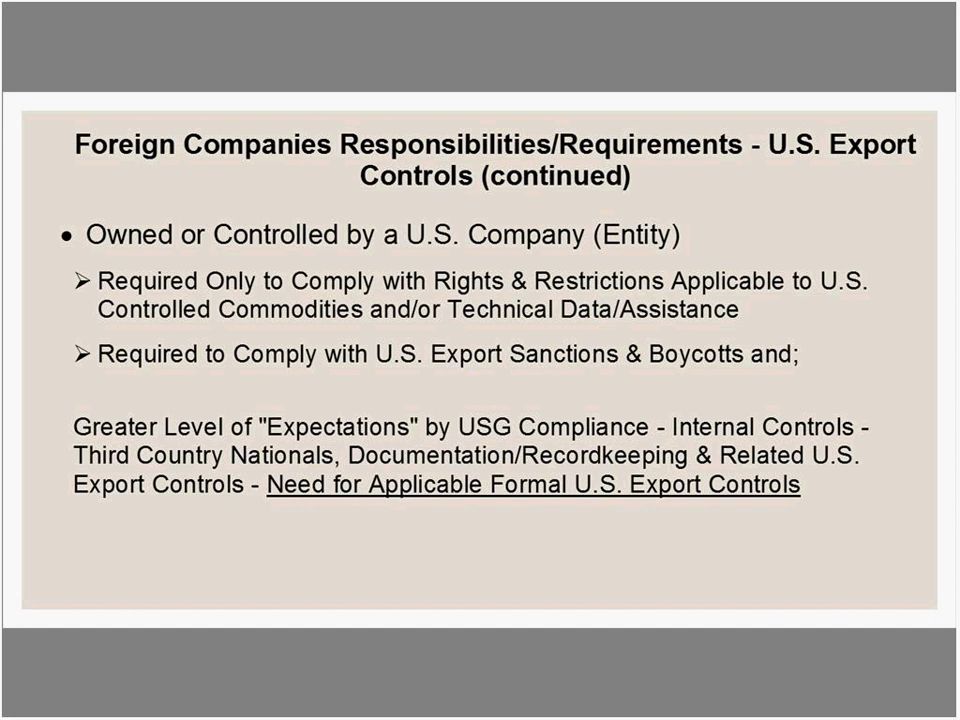 Foreign Companies Responsibilities/Requirements - U.S. Export
Controls (continued)
• Owned or Controlled by a U.S. Company (Entity)
➢ Required Only to Comply with Rights & Restrictions Applicable to U.S.
Controlled Commodities and/or Technical Data/Assistance
➢ Required to Comply with U.S. Export Sanctions & Boycotts and;
Greater Level of "Expectations" by USG Compliance - Internal Controls -
Third Country Nationals, Documentation/Recordkeeping & Related U.S.
Export Controls - Need for Applicable Formal U.S. Export Controls